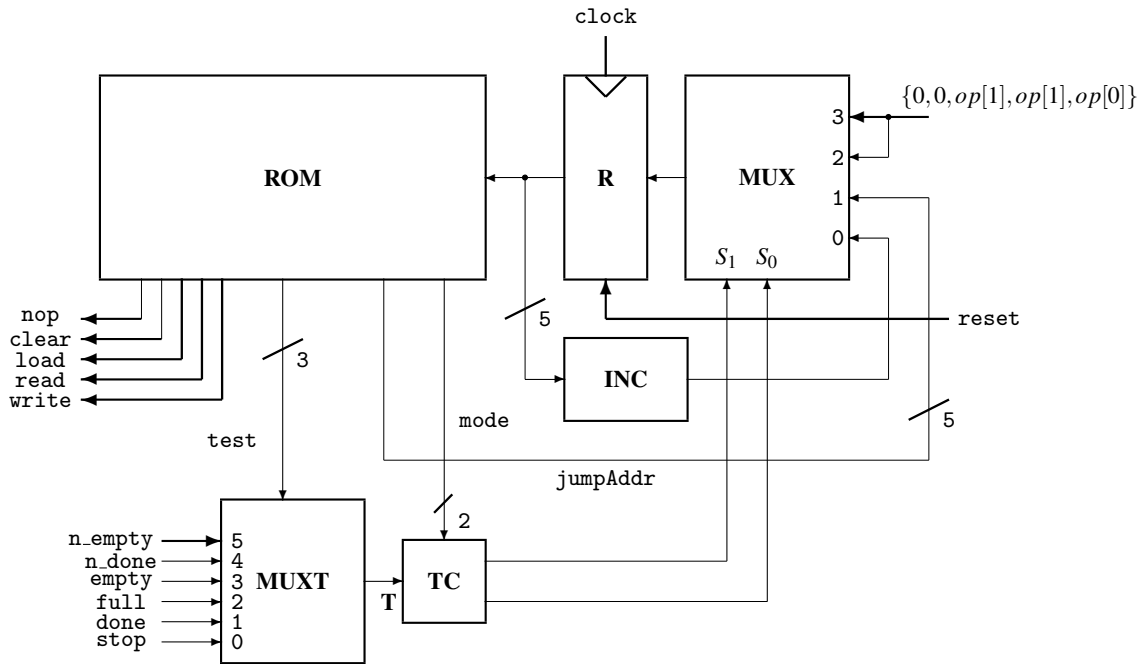 clock
{0,0,op[1],op[1],op[0]}
3
ROM
R
MUX
2
1
0
S1 S0
nop
clear
load
read
write
5
reset
3
INC
mode
5
test
jumpAddr
2
n_empty 5
n_done 4
empty 3 MUXT TC
full 2 T
done 1
stop 0